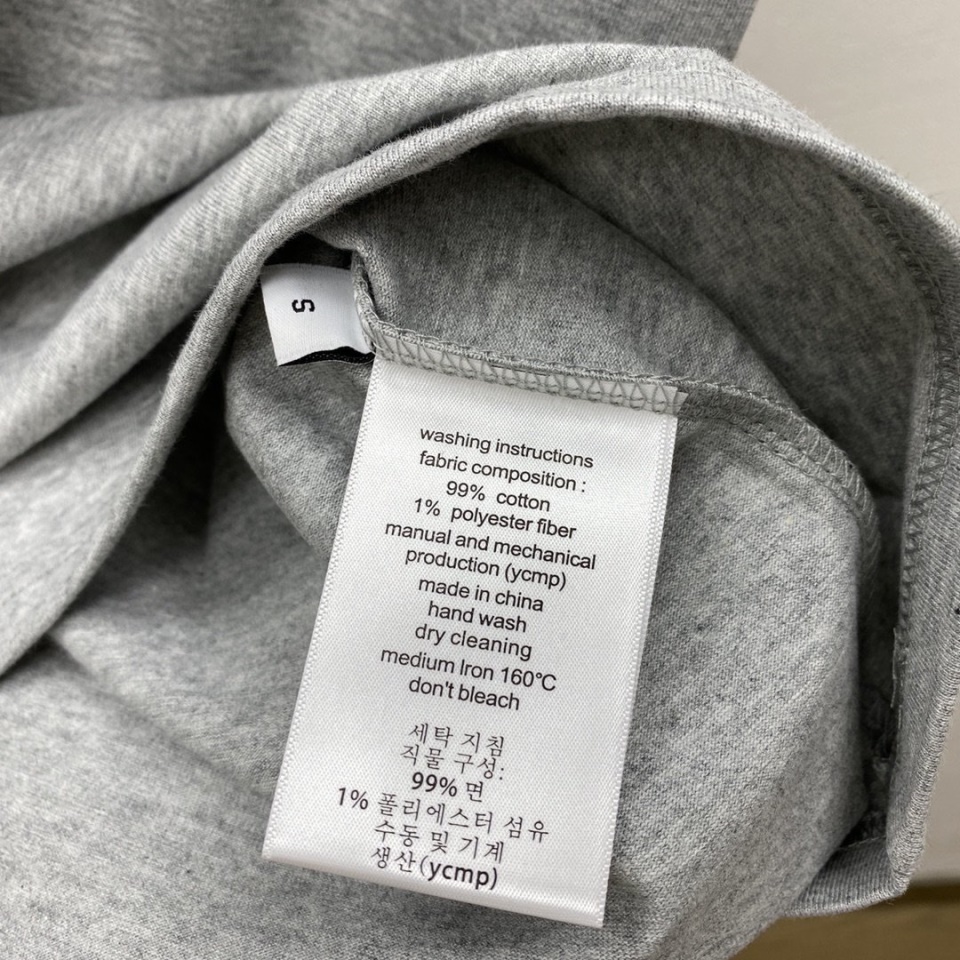 S
washing instructions
fabric composition :
99% cotton
1% polyester fiber
manual and mechanical
production (ycmp)
made in china
hand wash
dry cleaning
medium Iron 160℃
don't bleach
세탁 지침
직물 구성:
99% 면
1% 폴리에스터 섬유
수동 및 기계
생산(ycmp)